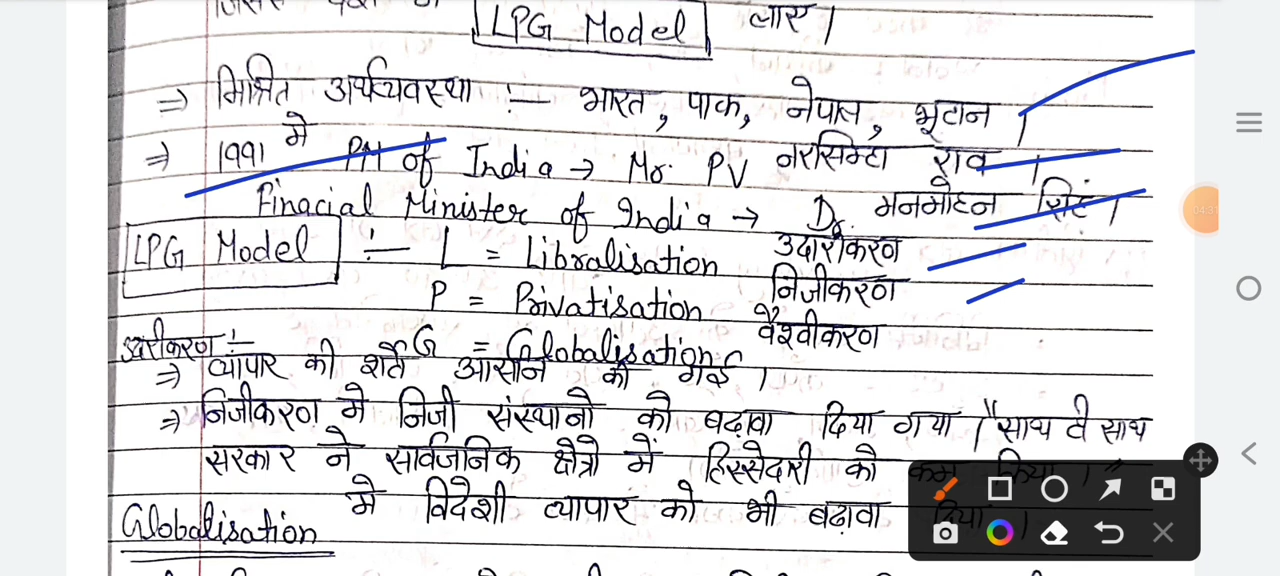 LPG Model लाए।
⇒ मिश्रित अर्थव्यवस्था :- भारत, पाक, नेपाल, भूटान।
⇒ 1991 में PM of India → Mr. PV नरसिम्हा राव।
Finacial Minister of India → Dr मनमोहन सिंह।
LPG Model :- L = Libralisation उदारीकरण
P = Privatisation निजीकरण
G = Globalisation वैश्वीकरण
उदारीकरण :-
⇒ व्यापार की शर्तें आसान की गई।
⇒ निजीकरण मे निजी संस्थानो को बढ़ावा दिया गया। "साथ ही साथ
सरकार ने सार्वजनिक क्षेत्रो में हिस्सेदारी को कम किया।"
Globalisation मे विदेशी व्यापार को भी बढ़ावा दिया।
04:31